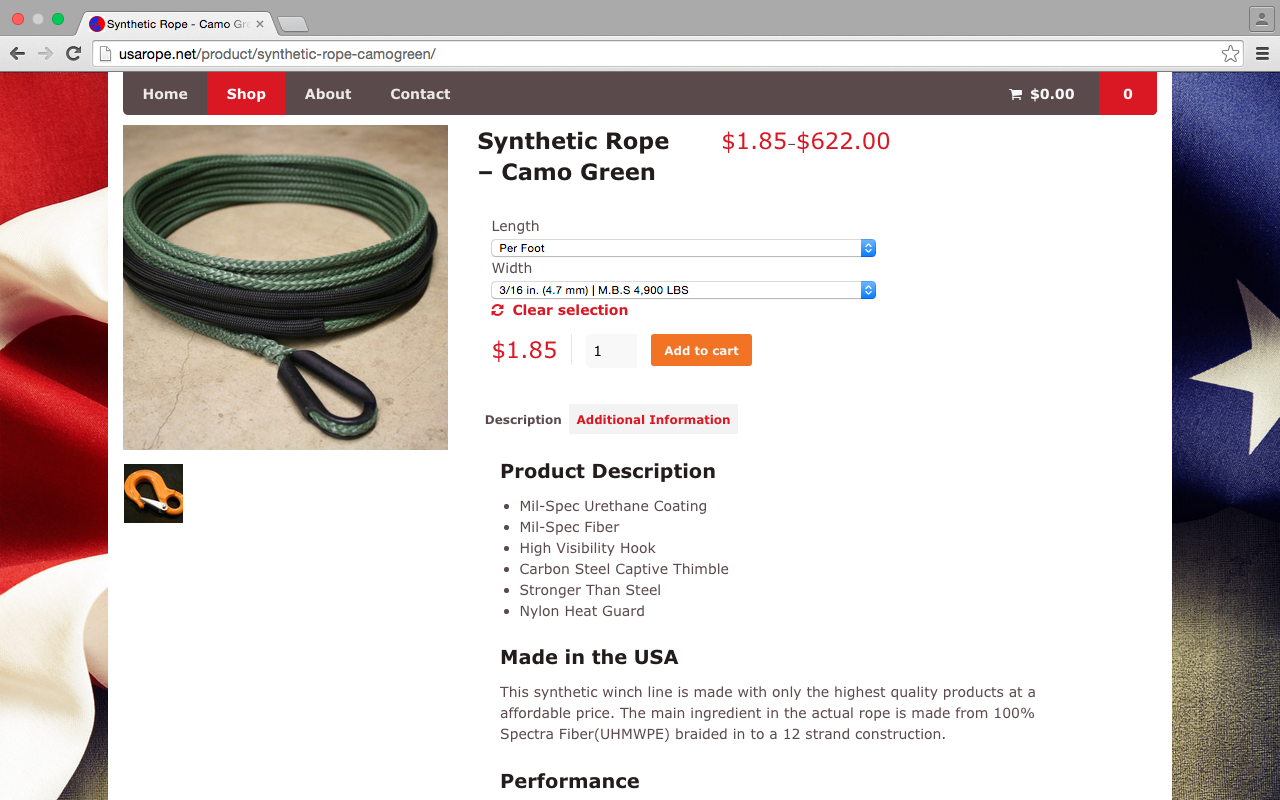 Synthetic Rope - Camo Gre
usarope.net/product/synthetic-rope-camogreen/
Home Shop About Contact $0.00 0
Synthetic Rope
– Camo Green
$1.85–$622.00
Length
Per Foot
Width
3/16 in. (4.7 mm) | M.B.S 4,900 LBS
Clear selection
$1.85 1 Add to cart
Description Additional Information
Product Description
• Mil-Spec Urethane Coating
• Mil-Spec Fiber
• High Visibility Hook
• Carbon Steel Captive Thimble
• Stronger Than Steel
• Nylon Heat Guard
Made in the USA
This synthetic winch line is made with only the highest quality products at a
affordable price. The main ingredient in the actual rope is made from 100%
Spectra Fiber(UHMWPE) braided in to a 12 strand construction.
Performance